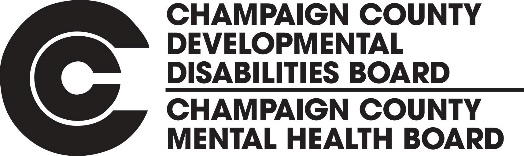 CHAMPAIGN COUNTY
DEVELOPMENTAL
DISABILITIES BOARD
CHAMPAIGN COUNTY
MENTAL HEALTH BOARD